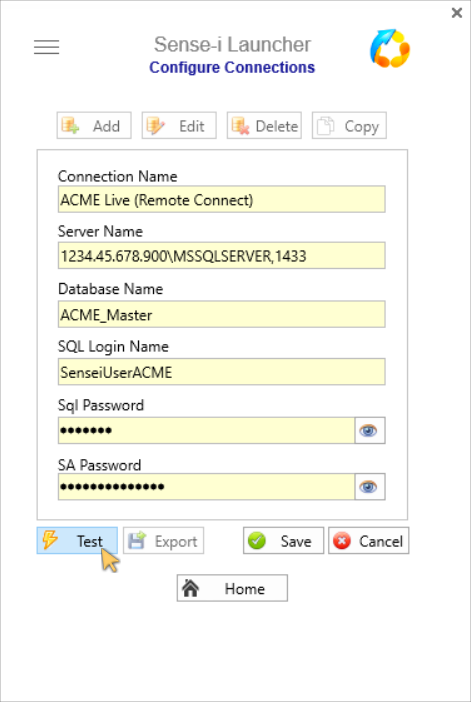 Sense-i Launcher
Configure Connections
Add Edit Delete Copy
Connection Name
ACME Live (Remote Connect)
Server Name
1234.45.678.900\MSSQLSERVER,1433
Database Name
ACME_Master
SQL Login Name
SenseiUserACME
Sql Password
•••••••
SA Password
••••••••••••••
Test Export Save Cancel
Home